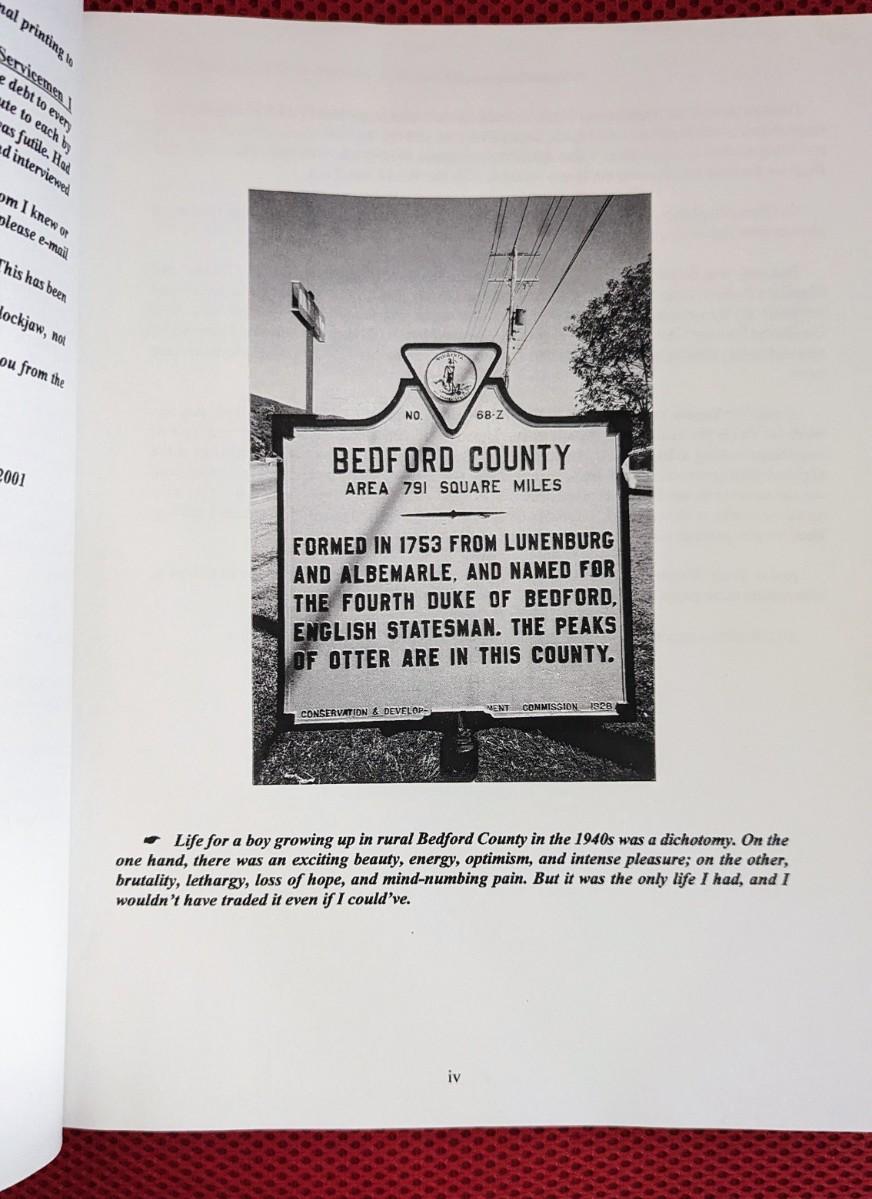 nal printing to
Servicemen I
e debt to every
ute to each by
as futile. Had
d interviewed
om I knew or
please e-mail
This has been
lockjaw, not
ou from the
2001
VIRGINIA
NO. 68-Z
BEDFORD COUNTY
AREA 791 SQUARE MILES
FORMED IN 1753 FROM LUNENBURG
AND ALBEMARLE, AND NAMED FOR
THE FOURTH DUKE OF BEDFORD,
ENGLISH STATESMAN. THE PEAKS
OF OTTER ARE IN THIS COUNTY.
CONSERVATION & DEVELOP- MENT COMMISSION 1928
☛ Life for a boy growing up in rural Bedford County in the 1940s was a dichotomy. On the
one hand, there was an exciting beauty, energy, optimism, and intense pleasure; on the other,
brutality, lethargy, loss of hope, and mind-numbing pain. But it was the only life I had, and I
wouldn't have traded it even if I could've.
iv